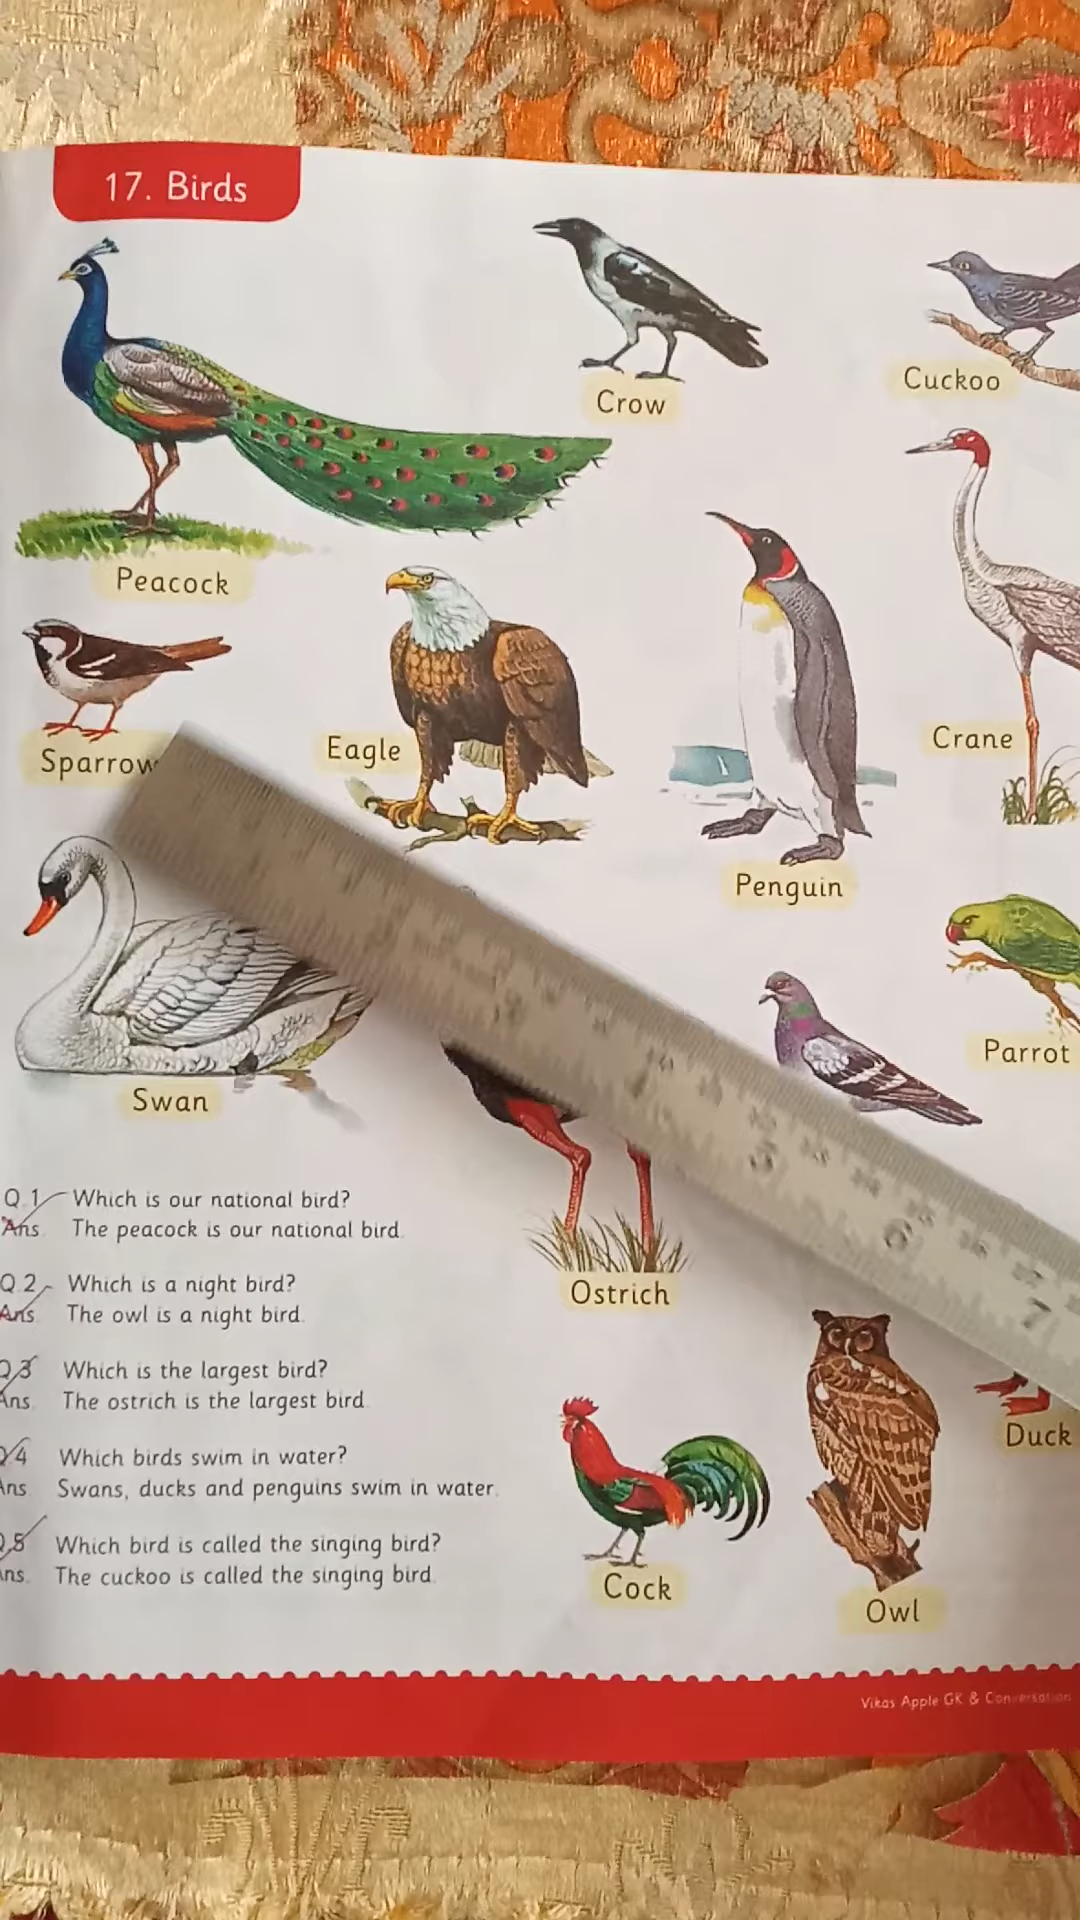 17. Birds
Crow
Cuckoo
Peacock
Sparrow
Eagle
Crane
Penguin
Parrot
Swan
Ostrich
Duck
Cock
Owl
Q.1 Which is our national bird?
Ans. The peacock is our national bird.
Q.2 Which is a night bird?
Ans. The owl is a night bird.
Q.3 Which is the largest bird?
Ans. The ostrich is the largest bird.
Q.4 Which birds swim in water?
Ans. Swans, ducks and penguins swim in water.
Q.5 Which bird is called the singing bird?
Ans. The cuckoo is called the singing bird.
5 6 7
Vikas Apple GK & Conversation